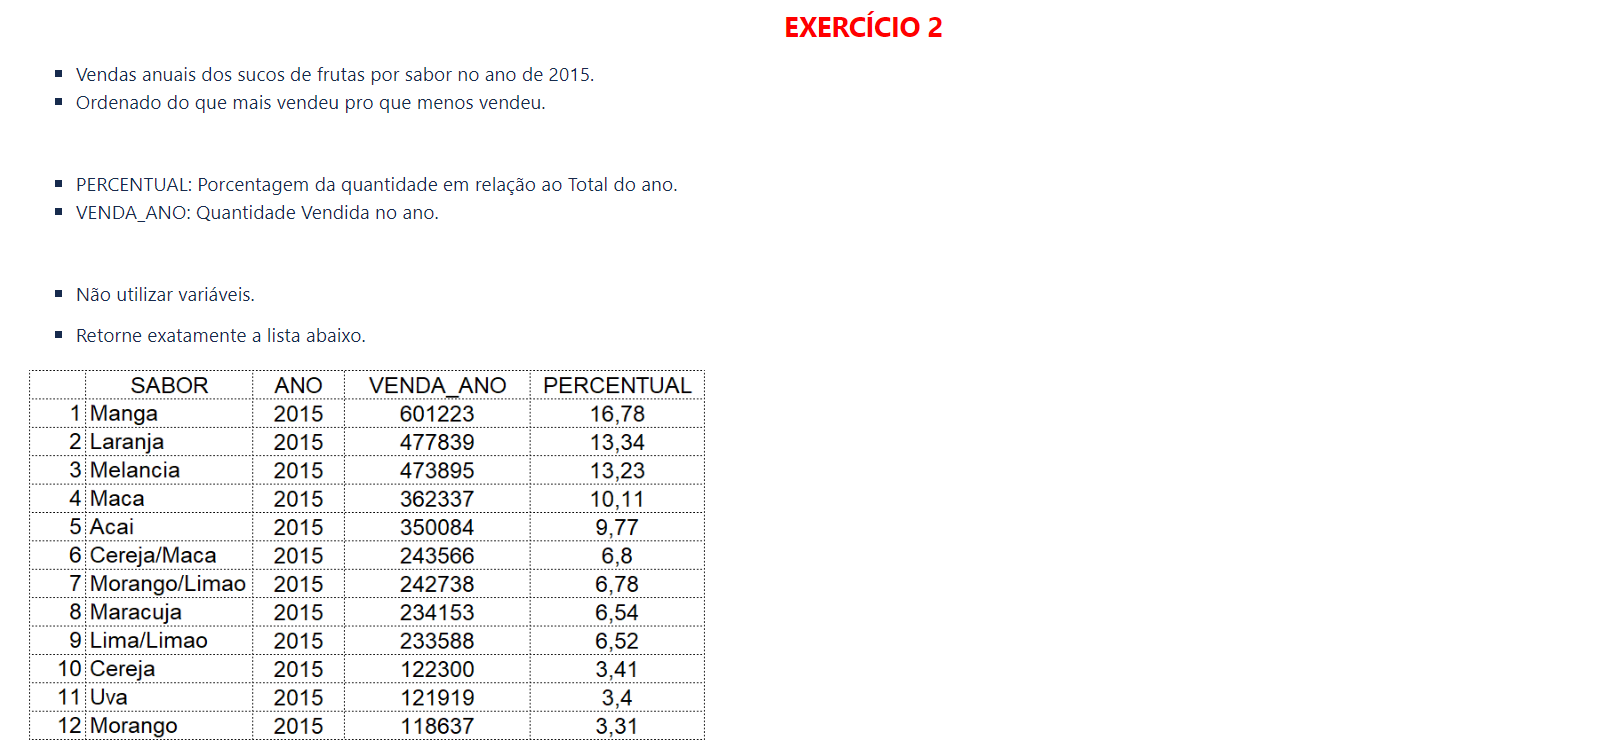 EXERCÍCIO 2
Vendas anuais dos sucos de frutas por sabor no ano de 2015.
Ordenado do que mais vendeu pro que menos vendeu.
PERCENTUAL: Porcentagem da quantidade em relação ao Total do ano.
VENDA_ANO: Quantidade Vendida no ano.
Não utilizar variáveis.
Retorne exatamente a lista abaixo.
SABOR ANO VENDA_ANO PERCENTUAL
1 Manga 2015 601223 16,78
2 Laranja 2015 477839 13,34
3 Melancia 2015 473895 13,23
4 Maca 2015 362337 10,11
5 Acai 2015 350084 9,77
6 Cereja/Maca 2015 243566 6,8
7 Morango/Limao 2015 242738 6,78
8 Maracuja 2015 234153 6,54
9 Lima/Limao 2015 233588 6,52
10 Cereja 2015 122300 3,41
11 Uva 2015 121919 3,4
12 Morango 2015 118637 3,31